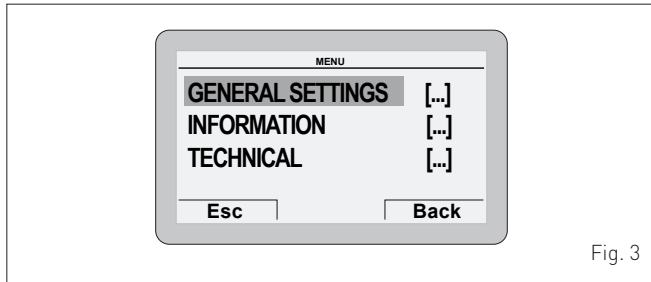 MENU
GENERAL SETTINGS [...]
INFORMATION [...]
TECHNICAL [...]
Esc Back
Fig. 3